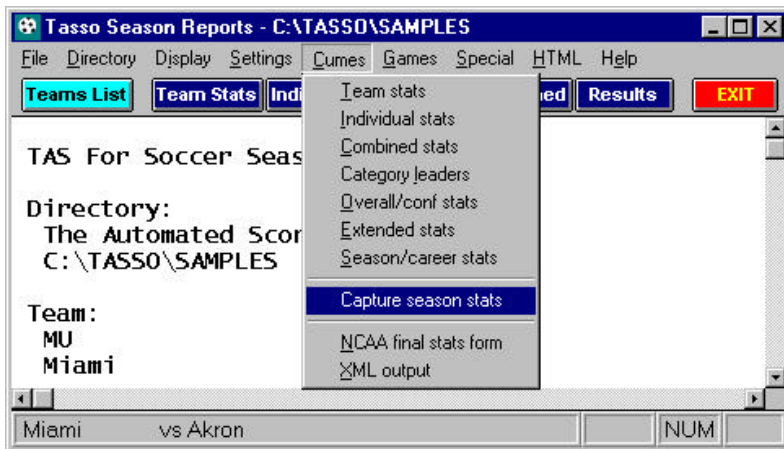 Tasso Season Reports - C:\TASSO\SAMPLES
File Directory Display Settings Cumes Games Special HTML Help
Teams List Team Stats Results EXIT
Team stats
Individual stats
Combined stats
Category leaders
Overall/conf stats
Extended stats
Season/career stats
Capture season stats
NCAA final stats form
XML output
TAS For Soccer Seas
Directory:
The Automated Scor
C:\TASSO\SAMPLES
Team:
MU
Miami
Miami vs Akron NUM